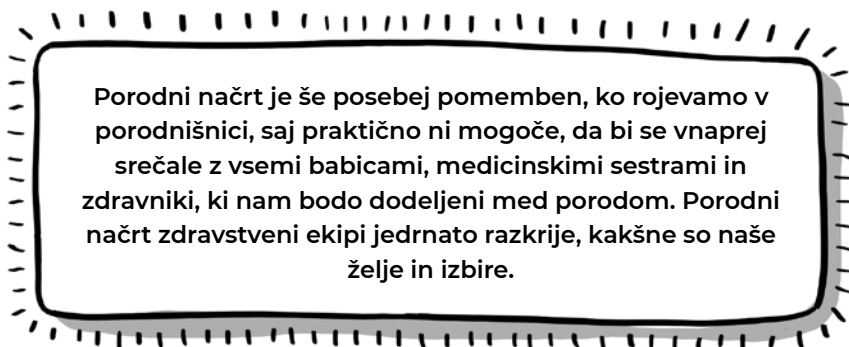 Porodni načrt je še posebej pomemben, ko rojevamo v
porodnišnici, saj praktično ni mogoče, da bi se vnaprej
srečale z vsemi babicami, medicinskimi sestrami in
zdravniki, ki nam bodo dodeljeni med porodom. Porodni
načrt zdravstveni ekipi jedrnato razkrije, kakšne so naše
želje in izbire.